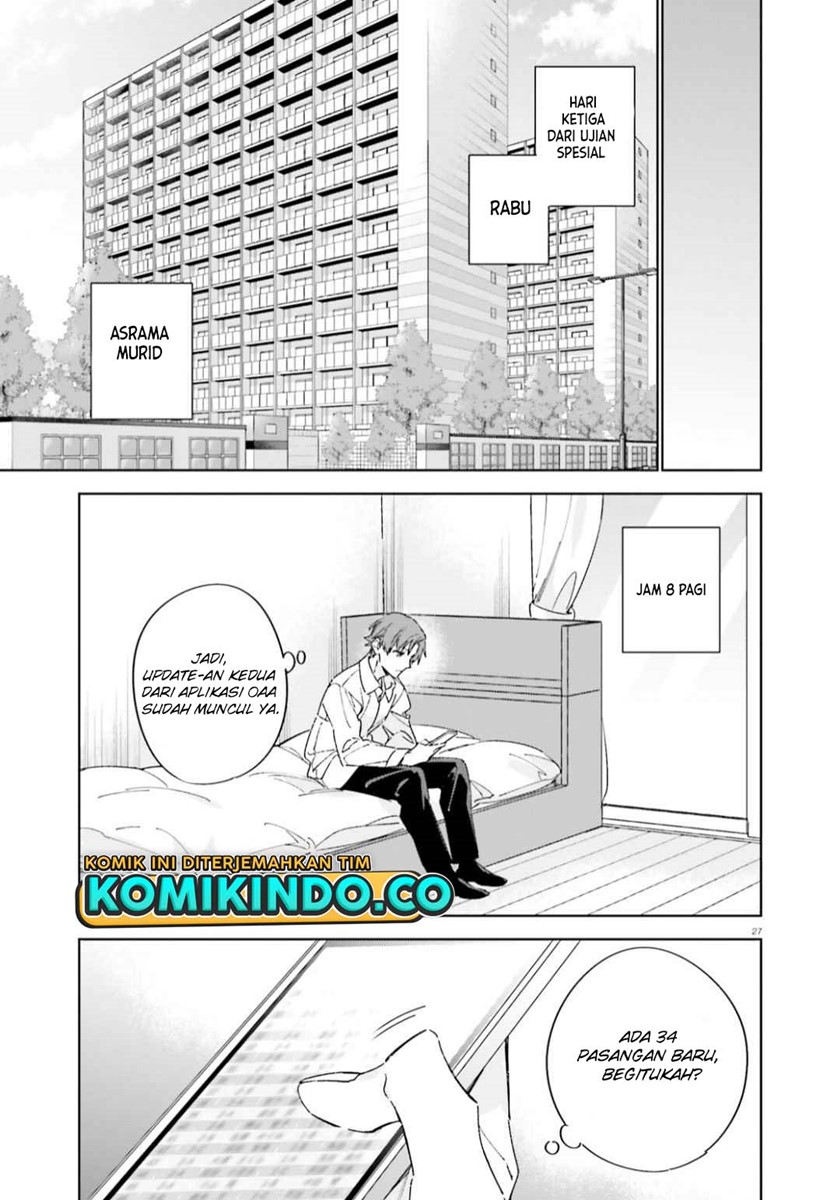 HARI
KETIGA
DARI UJIAN
SPESIAL
RABU
ASRAMA
MURID
JAM 8 PAGI
JADI,
UPDATE-AN KEDUA
DARI APLIKASI OAA
SUDAH MUNCUL YA.
KOMIK INI DITERJEMAHKAN TIM
KOMIKINDO.CO
27
ADA 34
PASANGAN BARU,
BEGITUKAH?